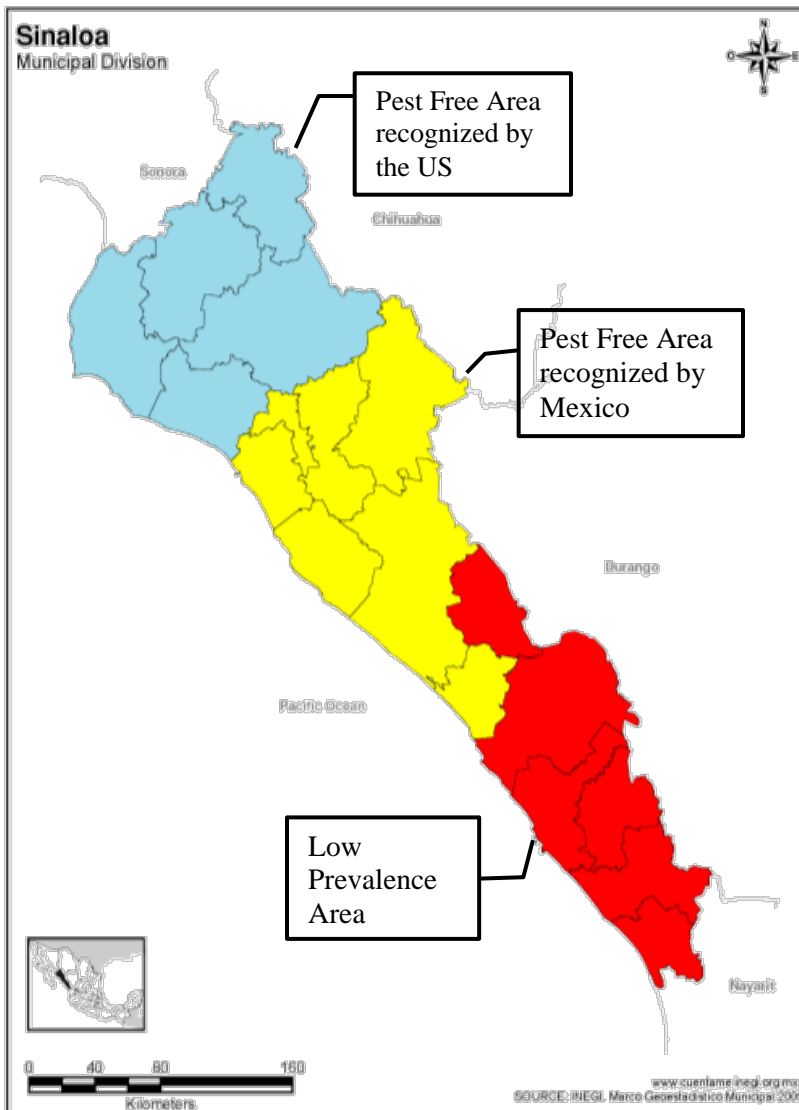 Sinaloa
Municipal Division
N
O
E
S
Pest Free Area
recognized by
the US
Sonora
Chihuahua
Pest Free Area
recognized by
Mexico
Durango
Pacific Ocean
Low
Prevalence
Area
Nayarit
0 40 80 160
Kilometers
www.cuentame.inegi.org.mx
SOURCE: INEGI. Marco Geoestadístico Municipal 2005